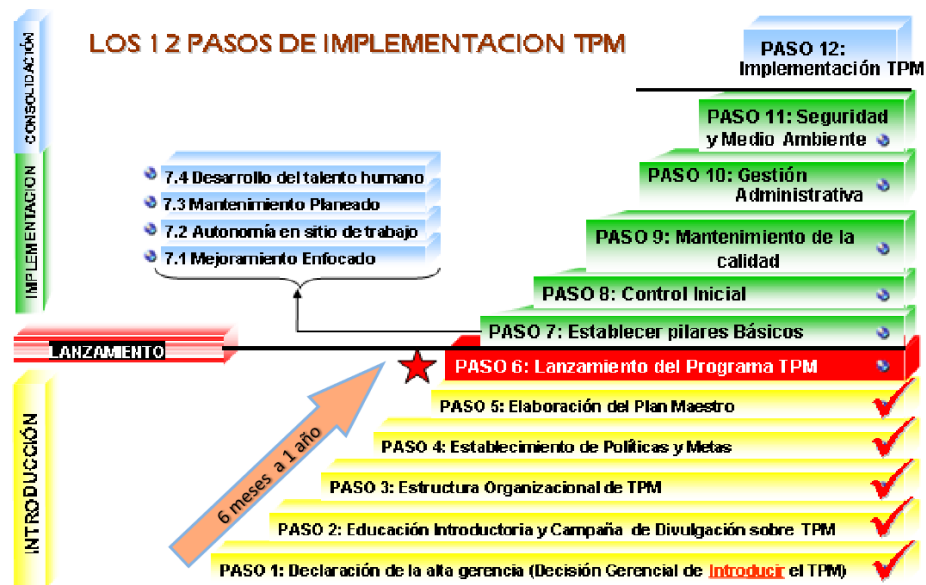 LOS 12 PASOS DE IMPLEMENTACION TPM
CONSOLIDACIÓN
IMPLEMENTACION
LANZAMIENTO
INTRODUCCIÓN
PASO 12:
Implementación TPM
PASO 11: Seguridad
y Medio Ambiente
PASO 10: Gestión
Administrativa
PASO 9: Mantenimiento de la
calidad
PASO 8: Control Inicial
PASO 7: Establecer pilares Básicos
7.4 Desarrollo del talento humano
7.3 Mantenimiento Planeado
7.2 Autonomía en sitio de trabajo
7.1 Mejoramiento Enfocado
PASO 6: Lanzamiento del Programa TPM
PASO 5: Elaboración del Plan Maestro
PASO 4: Establecimiento de Políticas y Metas
PASO 3: Estructura Organizacional de TPM
PASO 2: Educación Introductoria y Campaña de Divulgación sobre TPM
PASO 1: Declaración de la alta gerencia (Decisión Gerencial de Introducir el TPM)
6 meses a 1 año